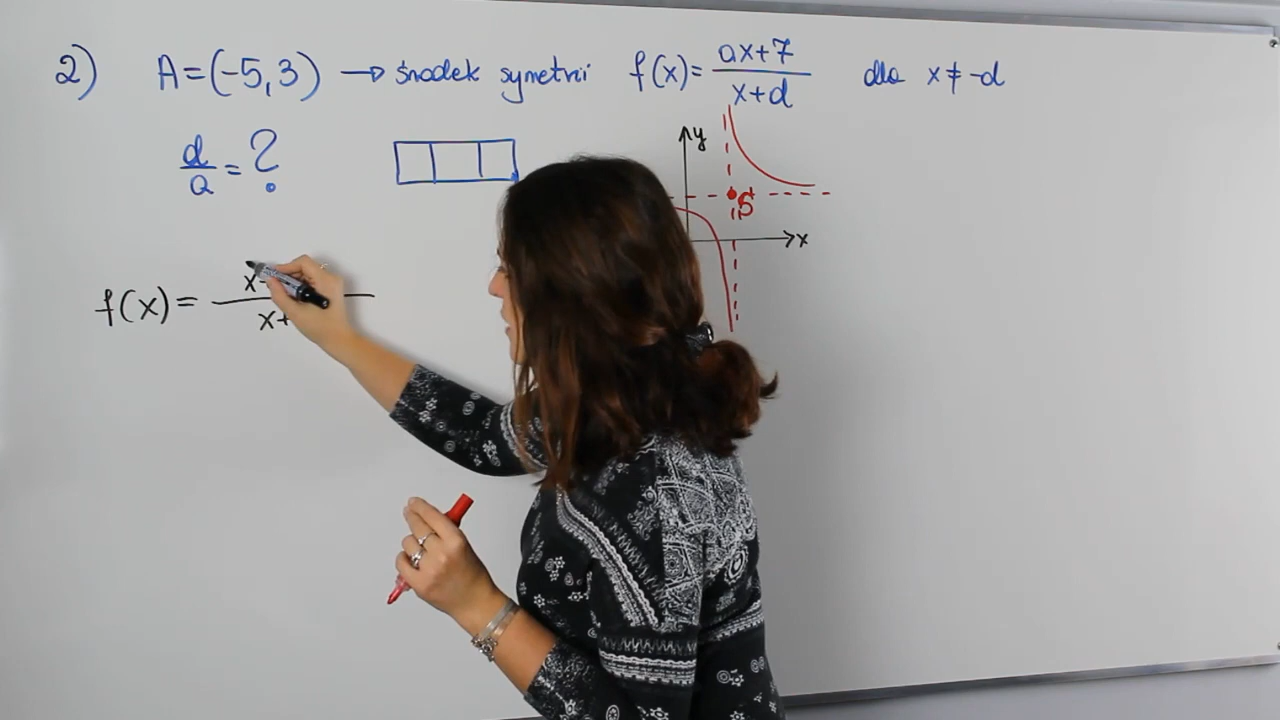 2) A=(-5,3) → środek symetrii f(x)= ax+7 / x+d dla x≠-d
d/a = ?
y
S
x
f(x)= x- / x+